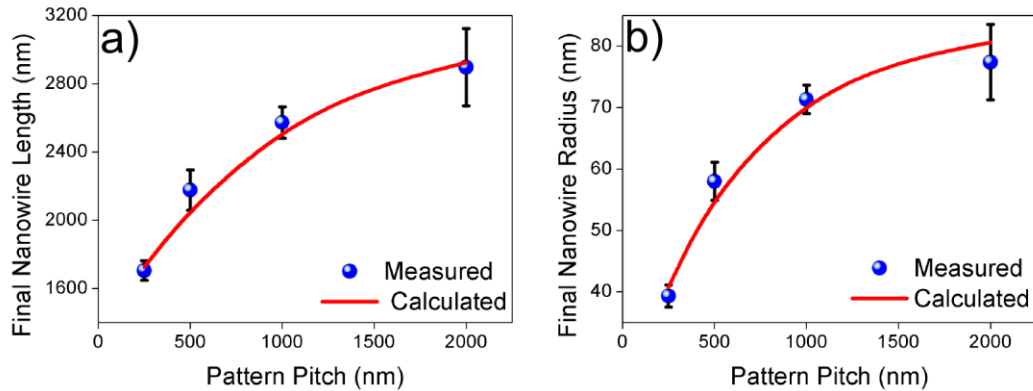 a)
Final Nanowire Length (nm)
3200
2800
2400
2000
1600
0 500 1000 1500 2000
Pattern Pitch (nm)
Measured
Calculated
b)
Final Nanowire Radius (nm)
80
70
60
50
40
0 500 1000 1500 2000
Pattern Pitch (nm)
Measured
Calculated